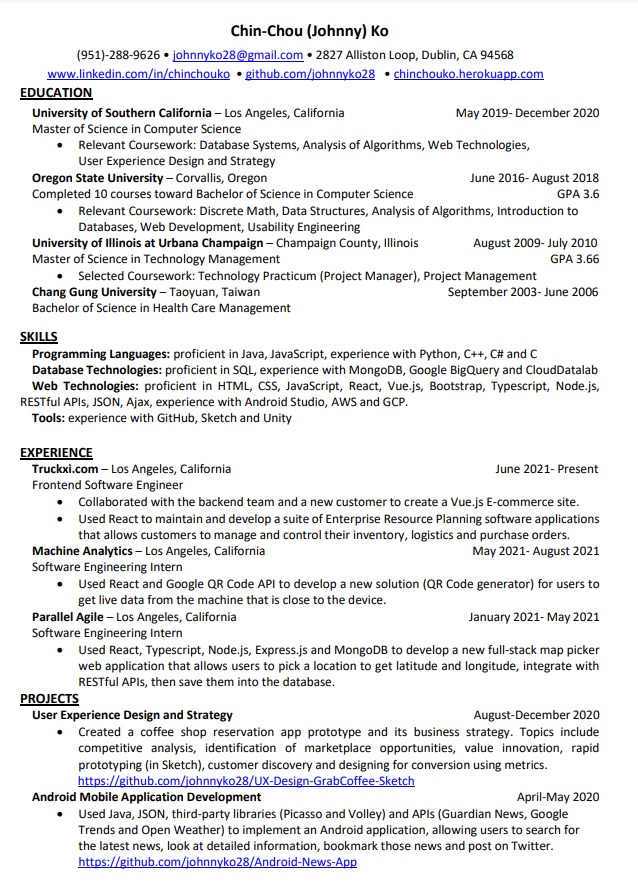 Chin-Chou (Johnny) Ko
(951)-288-9626 • johnnyko28@gmail.com • 2827 Alliston Loop, Dublin, CA 94568
www.linkedin.com/in/chinchouko • github.com/johnnyko28 • chinchouko.herokuapp.com
EDUCATION
University of Southern California – Los Angeles, California May 2019- December 2020
Master of Science in Computer Science
• Relevant Coursework: Database Systems, Analysis of Algorithms, Web Technologies,
User Experience Design and Strategy
Oregon State University – Corvallis, Oregon June 2016- August 2018
Completed 10 courses toward Bachelor of Science in Computer Science GPA 3.6
• Relevant Coursework: Discrete Math, Data Structures, Analysis of Algorithms, Introduction to
Databases, Web Development, Usability Engineering
University of Illinois at Urbana Champaign – Champaign County, Illinois August 2009- July 2010
Master of Science in Technology Management GPA 3.66
• Selected Coursework: Technology Practicum (Project Manager), Project Management
Chang Gung University – Taoyuan, Taiwan September 2003- June 2006
Bachelor of Science in Health Care Management
SKILLS
Programming Languages: proficient in Java, JavaScript, experience with Python, C++, C# and C
Database Technologies: proficient in SQL, experience with MongoDB, Google BigQuery and CloudDatalab
Web Technologies: proficient in HTML, CSS, JavaScript, React, Vue.js, Bootstrap, Typescript, Node.js,
RESTful APIs, JSON, Ajax, experience with Android Studio, AWS and GCP.
Tools: experience with GitHub, Sketch and Unity
EXPERIENCE
Truckxi.com – Los Angeles, California June 2021- Present
Frontend Software Engineer
• Collaborated with the backend team and a new customer to create a Vue.js E-commerce site.
• Used React to maintain and develop a suite of Enterprise Resource Planning software applications
that allows customers to manage and control their inventory, logistics and purchase orders.
Machine Analytics – Los Angeles, California May 2021- August 2021
Software Engineering Intern
• Used React and Google QR Code API to develop a new solution (QR Code generator) for users to
get live data from the machine that is close to the device.
Parallel Agile – Los Angeles, California January 2021- May 2021
Software Engineering Intern
• Used React, Typescript, Node.js, Express.js and MongoDB to develop a new full-stack map picker
web application that allows users to pick a location to get latitude and longitude, integrate with
RESTful APIs, then save them into the database.
PROJECTS
User Experience Design and Strategy August-December 2020
• Created a coffee shop reservation app prototype and its business strategy. Topics include
competitive analysis, identification of marketplace opportunities, value innovation, rapid
prototyping (in Sketch), customer discovery and designing for conversion using metrics.
https://github.com/johnnyko28/UX-Design-GrabCoffee-Sketch
Android Mobile Application Development April-May 2020
• Used Java, JSON, third-party libraries (Picasso and Volley) and APIs (Guardian News, Google
Trends and Open Weather) to implement an Android application, allowing users to search for
the latest news, look at detailed information, bookmark those news and post on Twitter.
https://github.com/johnnyko28/Android-News-App